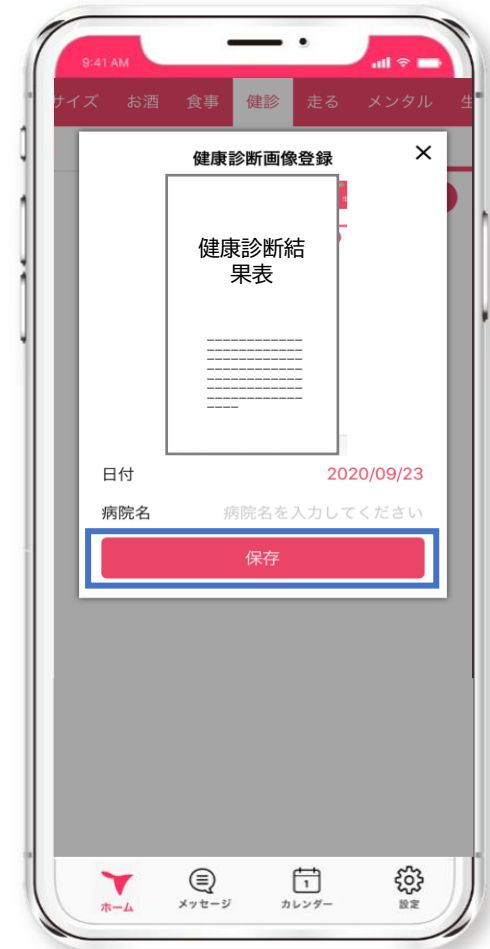 9:41 AM
サイズ お酒 食事 健診 走る メンタル 生
健康診断画像登録 ×
健康診断結
果表
日付 2020/09/23
病院名 病院名を入力してください
保存
1
ホーム メッセージ カレンダー 設定